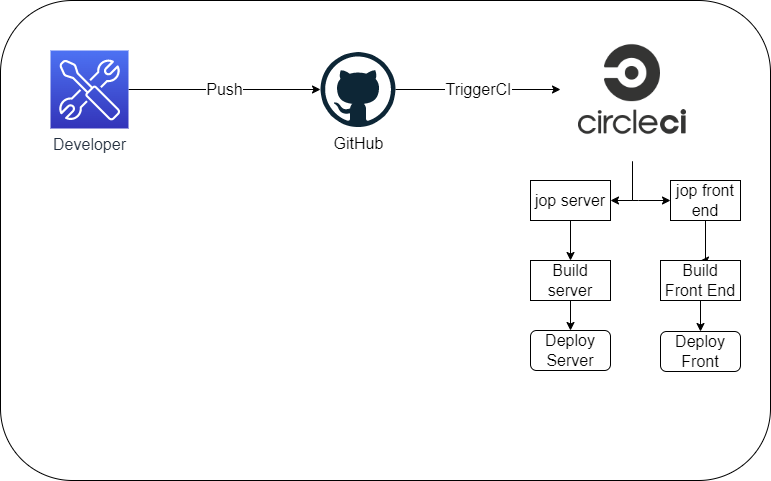 Push
TriggerCI
circleci
Developer
GitHub
jop server
jop front
end
Build
server
Build
Front End
Deploy
Server
Deploy
Front